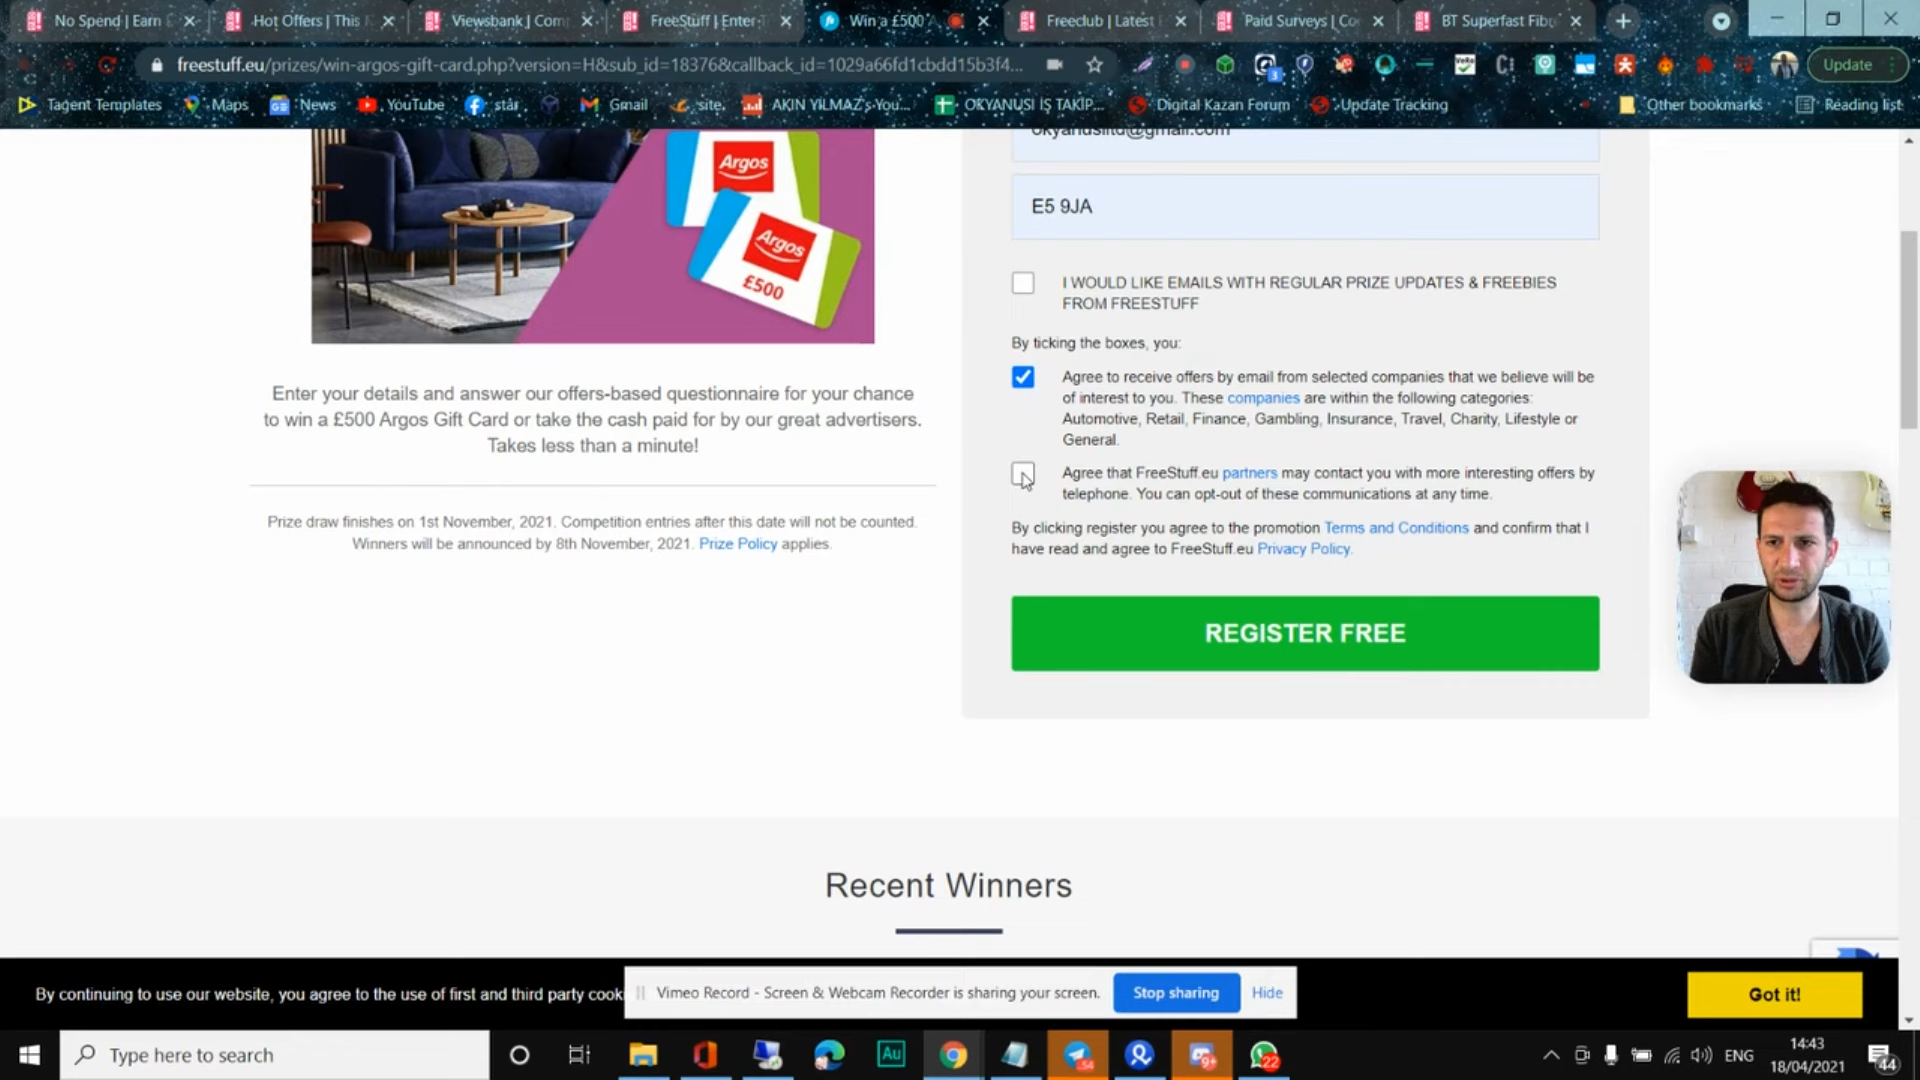 No Spend | Earn
Hot Offers | This
Viewsbank | Com
FreeStuff | Enter
Win a £500
Freeclub | Latest
Paid Surveys | Co
BT Superfast Fib
freestuff.eu/prizes/win-argos-gift-card.php?version=H&sub_id=18376&callback_id=1029a66fd1cbdd15b3f4...
Update
Tagent Templates
Maps
News
YouTube
star
Gmail
site.
AKIN YILMAZ's You...
OKYANUSI İŞ TAKİP...
Digital Kazan Forum
Update Tracking
Other bookmarks
Reading list
okyanusltd@gmail.com
E5 9JA
Argos
Argos
£500
I WOULD LIKE EMAILS WITH REGULAR PRIZE UPDATES & FREEBIES
FROM FREESTUFF
By ticking the boxes, you:
Agree to receive offers by email from selected companies that we believe will be
of interest to you. These companies are within the following categories:
Automotive, Retail, Finance, Gambling, Insurance, Travel, Charity, Lifestyle or
General.
Agree that FreeStuff.eu partners may contact you with more interesting offers by
telephone. You can opt-out of these communications at any time.
By clicking register you agree to the promotion Terms and Conditions and confirm that I
have read and agree to FreeStuff.eu Privacy Policy.
REGISTER FREE
Enter your details and answer our offers-based questionnaire for your chance
to win a £500 Argos Gift Card or take the cash paid for by our great advertisers.
Takes less than a minute!
Prize draw finishes on 1st November, 2021. Competition entries after this date will not be counted.
Winners will be announced by 8th November, 2021. Prize Policy applies.
Recent Winners
By continuing to use our website, you agree to the use of first and third party cook
Vimeo Record - Screen & Webcam Recorder is sharing your screen.
Stop sharing
Hide
Got it!
Type here to search
Au
9+
22
ENG
14:43
18/04/2021
44